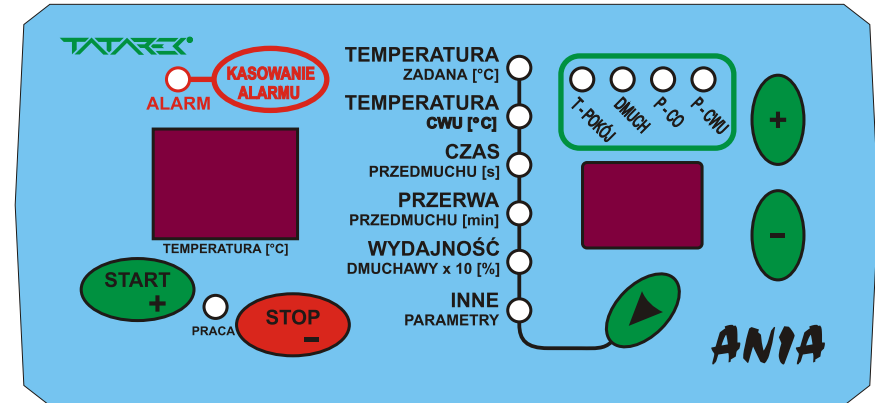 TATAREK
KASOWANIE
ALARMU
ALARM
TEMPERATURA [°C]
START
+
PRACA
STOP
–
TEMPERATURA
ZADANA [°C]
TEMPERATURA
CWU [°C]
CZAS
PRZEDMUCHU [s]
PRZERWA
PRZEDMUCHU [min]
WYDAJNOŚĆ
DMUCHAWY x 10 [%]
INNE
PARAMETRY
T-POKÓJ
DMUCH
P-CO
P-CWU
+
–
ANIA